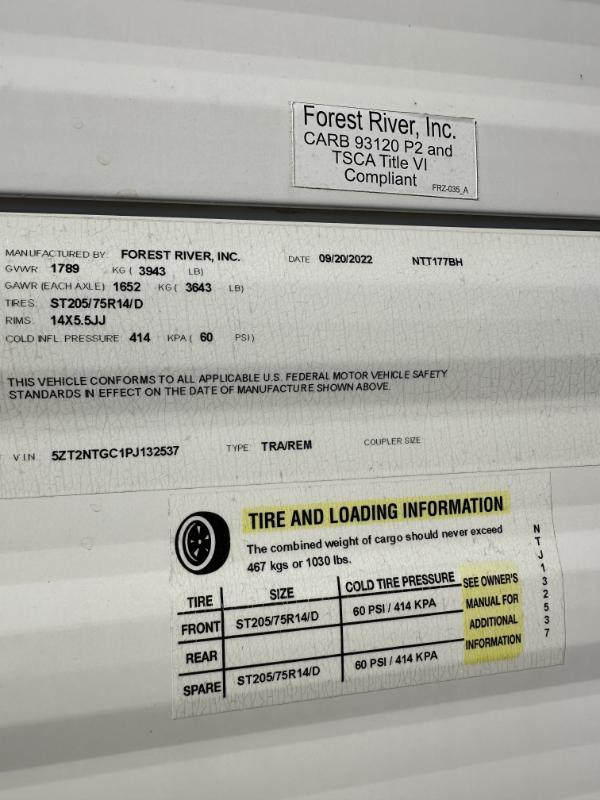 Forest River, Inc.
CARB 93120 P2 and
TSCA Title VI
Compliant
FRZ-035_A
MANUFACTURED BY: FOREST RIVER, INC. DATE 09/20/2022 NTT177BH
GVWR 1789 KG ( 3943 LB)
GAWR (EACH AXLE) 1652 KG ( 3643 LB)
TIRES: ST205/75R14/D
RIMS: 14X5.5JJ
COLD INFL. PRESSURE: 414 KPA ( 60 PSI)
THIS VEHICLE CONFORMS TO ALL APPLICABLE U.S. FEDERAL MOTOR VEHICLE SAFETY
STANDARDS IN EFFECT ON THE DATE OF MANUFACTURE SHOWN ABOVE.
V.I.N. 5ZT2NTGC1PJ132537 TYPE TRA/REM COUPLER SIZE
TIRE AND LOADING INFORMATION
The combined weight of cargo should never exceed
467 kgs or 1030 lbs.
TIRE SIZE COLD TIRE PRESSURE
FRONT ST205/75R14/D 60 PSI / 414 KPA
REAR
SPARE ST205/75R14/D 60 PSI / 414 KPA
SEE OWNER'S
MANUAL FOR
ADDITIONAL
INFORMATION
NTJ132537